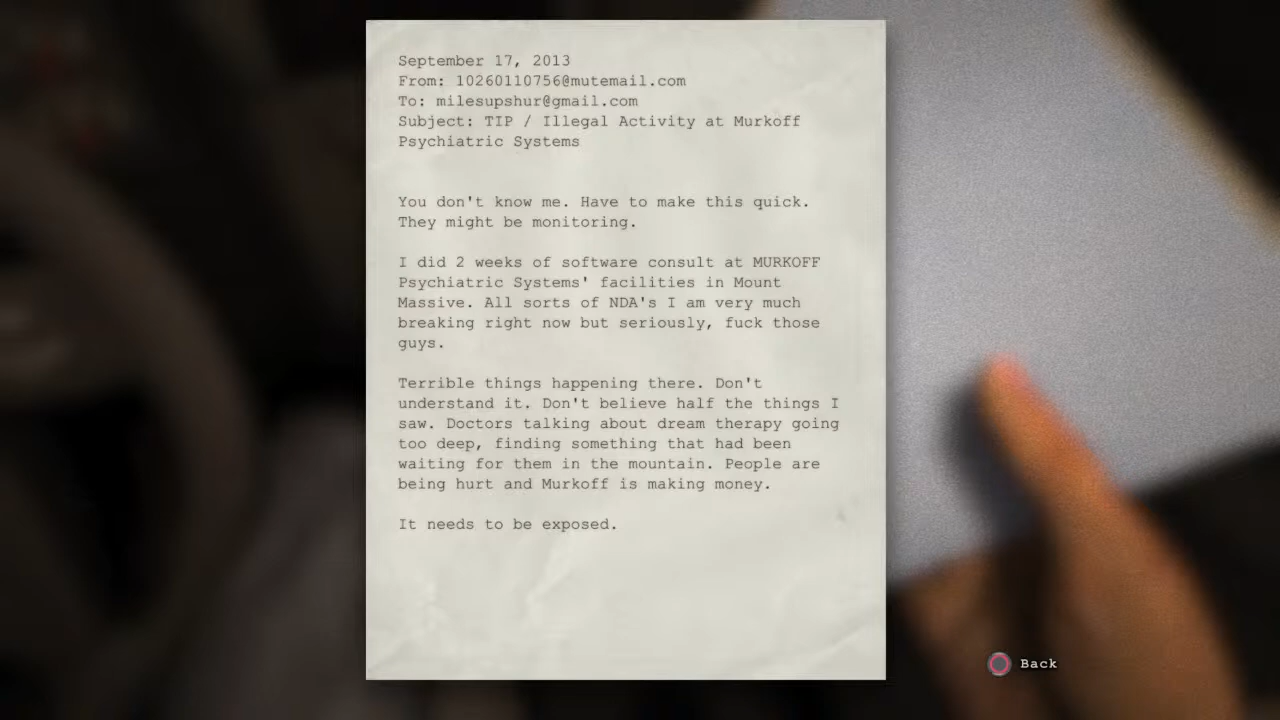 September 17, 2013
From: 10260110756@mutemail.com
To: milesupshur@gmail.com
Subject: TIP / Illegal Activity at Murkoff
Psychiatric Systems
You don't know me. Have to make this quick.
They might be monitoring.
I did 2 weeks of software consult at MURKOFF
Psychiatric Systems' facilities in Mount
Massive. All sorts of NDA's I am very much
breaking right now but seriously, fuck those
guys.
Terrible things happening there. Don't
understand it. Don't believe half the things I
saw. Doctors talking about dream therapy going
too deep, finding something that had been
waiting for them in the mountain. People are
being hurt and Murkoff is making money.
It needs to be exposed.
Back